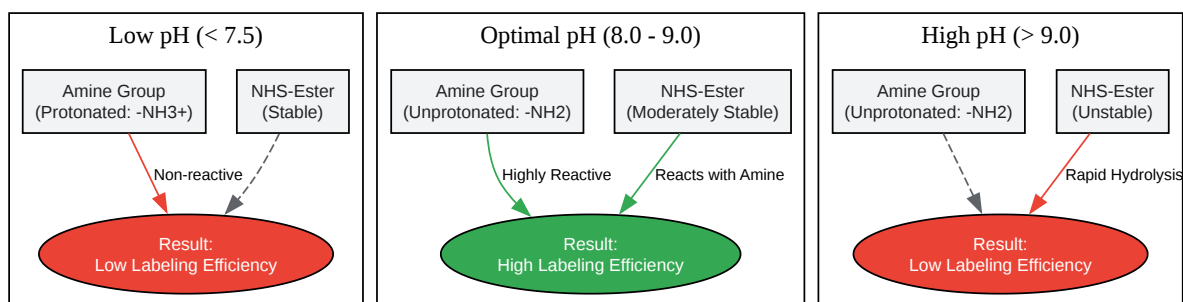 Low pH (< 7.5)
Amine Group
(Protonated: -NH3+)
NHS-Ester
(Stable)
Non-reactive
Result:
Low Labeling Efficiency
Optimal pH (8.0 - 9.0)
Amine Group
(Unprotonated: -NH2)
NHS-Ester
(Moderately Stable)
Highly Reactive
Reacts with Amine
Result:
High Labeling Efficiency
High pH (> 9.0)
Amine Group
(Unprotonated: -NH2)
NHS-Ester
(Unstable)
Rapid Hydrolysis
Result:
Low Labeling Efficiency